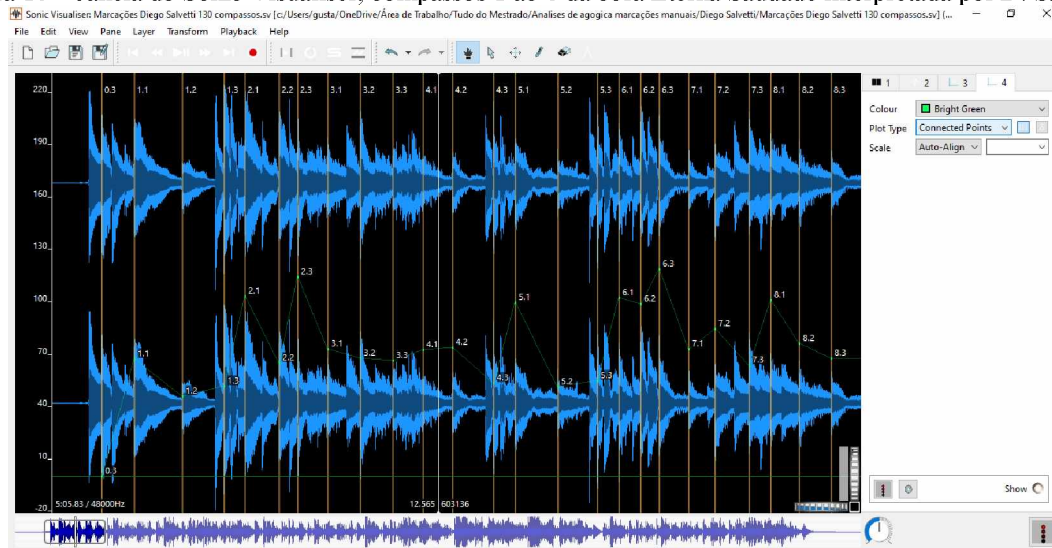 Sonic Visualiser: Marcações Diego Salvetti 130 compassos.sv [c:/Users/gusta/OneDrive/Área de Trabalho/Tudo do Mestrado/Analises de agogica marcações manuais/Diego Salvetti/Marcações Diego Salvetti 130 compassos.sv] (...
File Edit View Pane Layer Transform Playback Help
220 0.3 1.1 1.2 1.3 2.1 2.2 2.3 3.1 3.2 3.3 4.1 4.2 4.3 5.1 5.2 5.3 6.1 6.2 6.3 7.1 7.2 7.3 8.1 8.2 8.3
1 2 3 4
Colour Bright Green
Plot Type Connected Points
Scale Auto-Align
190
160
130
6.3
2.3
2.1 6.1 8.1
100 5.1 6.2
7.2
3.1 4.1 4.2 7.1 8.2
70 1.1 2.2 3.2 3.3 7.3 8.3
1.3 4.3 5.2 5.3
1.2
40
10 0.3
-20 5:05.83 / 48000Hz 12.565 603136
Show